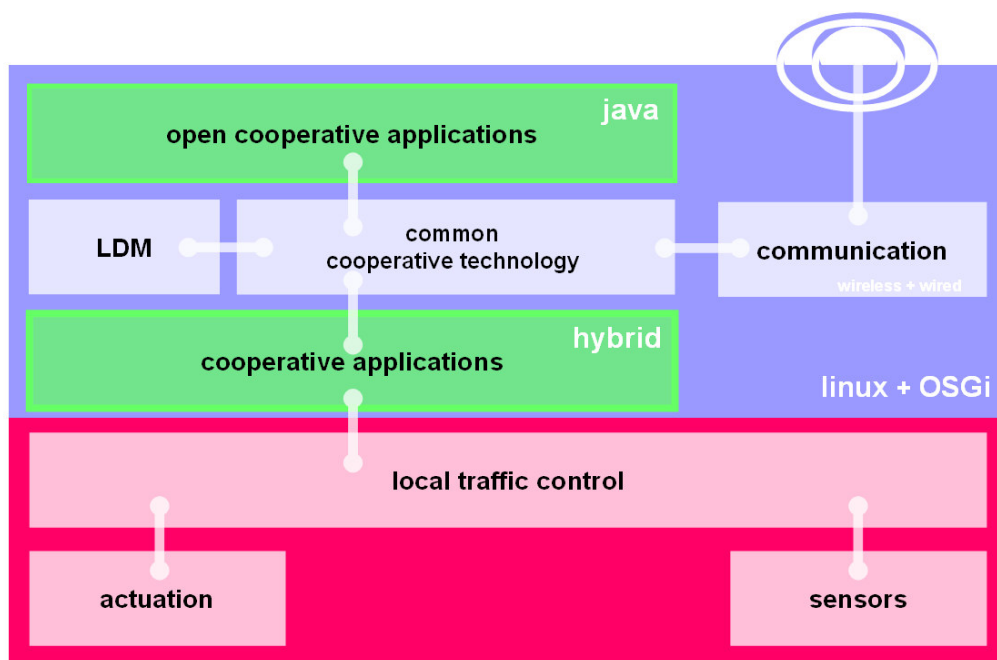 java
open cooperative applications
LDM
common
cooperative technology
communication
wireless + wired
hybrid
cooperative applications
linux + OSGi
local traffic control
actuation
sensors